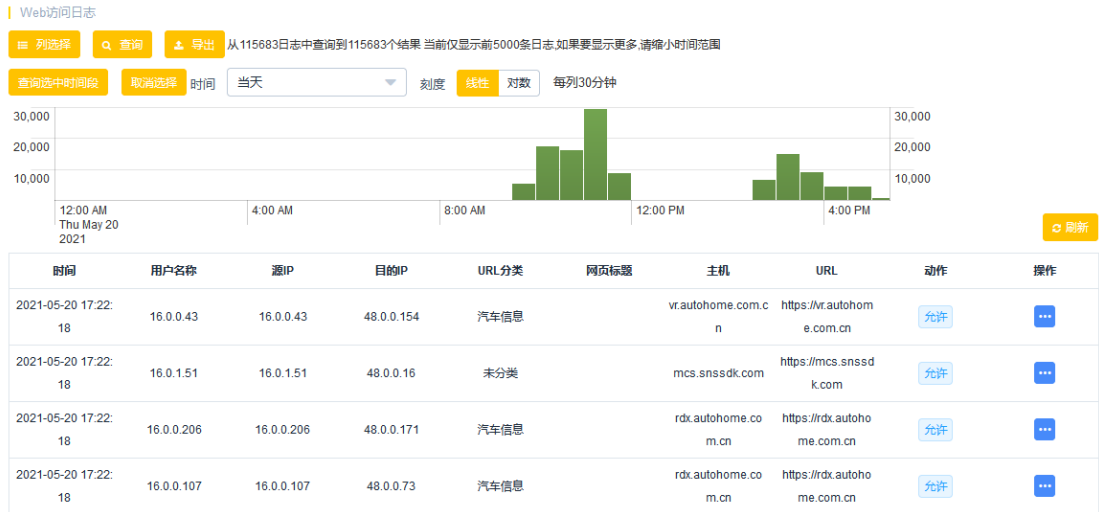 Web访问日志
列选择 查询 导出 从115683日志中查询到115683个结果 当前仅显示前5000条日志,如果要显示更多,请缩小时间范围
查询选中时间段 取消选择 时间 当天 刻度 线性 对数 每列30分钟
30,000 30,000
20,000 20,000
10,000 10,000
12:00 AM 4:00 AM 8:00 AM 12:00 PM 4:00 PM
Thu May 20
2021
刷新
时间 用户名称 源IP 目的IP URL分类 网页标题 主机 URL 动作 操作
2021-05-20 17:22: vr.autohome.com.c https://vr.autohom
16.0.0.43 16.0.0.43 48.0.0.154 汽车信息 允许
18 n e.com.cn
2021-05-20 17:22: https://mcs.snssd
16.0.1.51 16.0.1.51 48.0.0.16 未分类 mcs.snssdk.com 允许
18 k.com
2021-05-20 17:22: rdx.autohome.co https://rdx.autoho
16.0.0.206 16.0.0.206 48.0.0.171 汽车信息 允许
18 m.cn me.com.cn
2021-05-20 17:22: rdx.autohome.co https://rdx.autoho
16.0.0.107 16.0.0.107 48.0.0.73 汽车信息 允许
18 m.cn me.com.cn